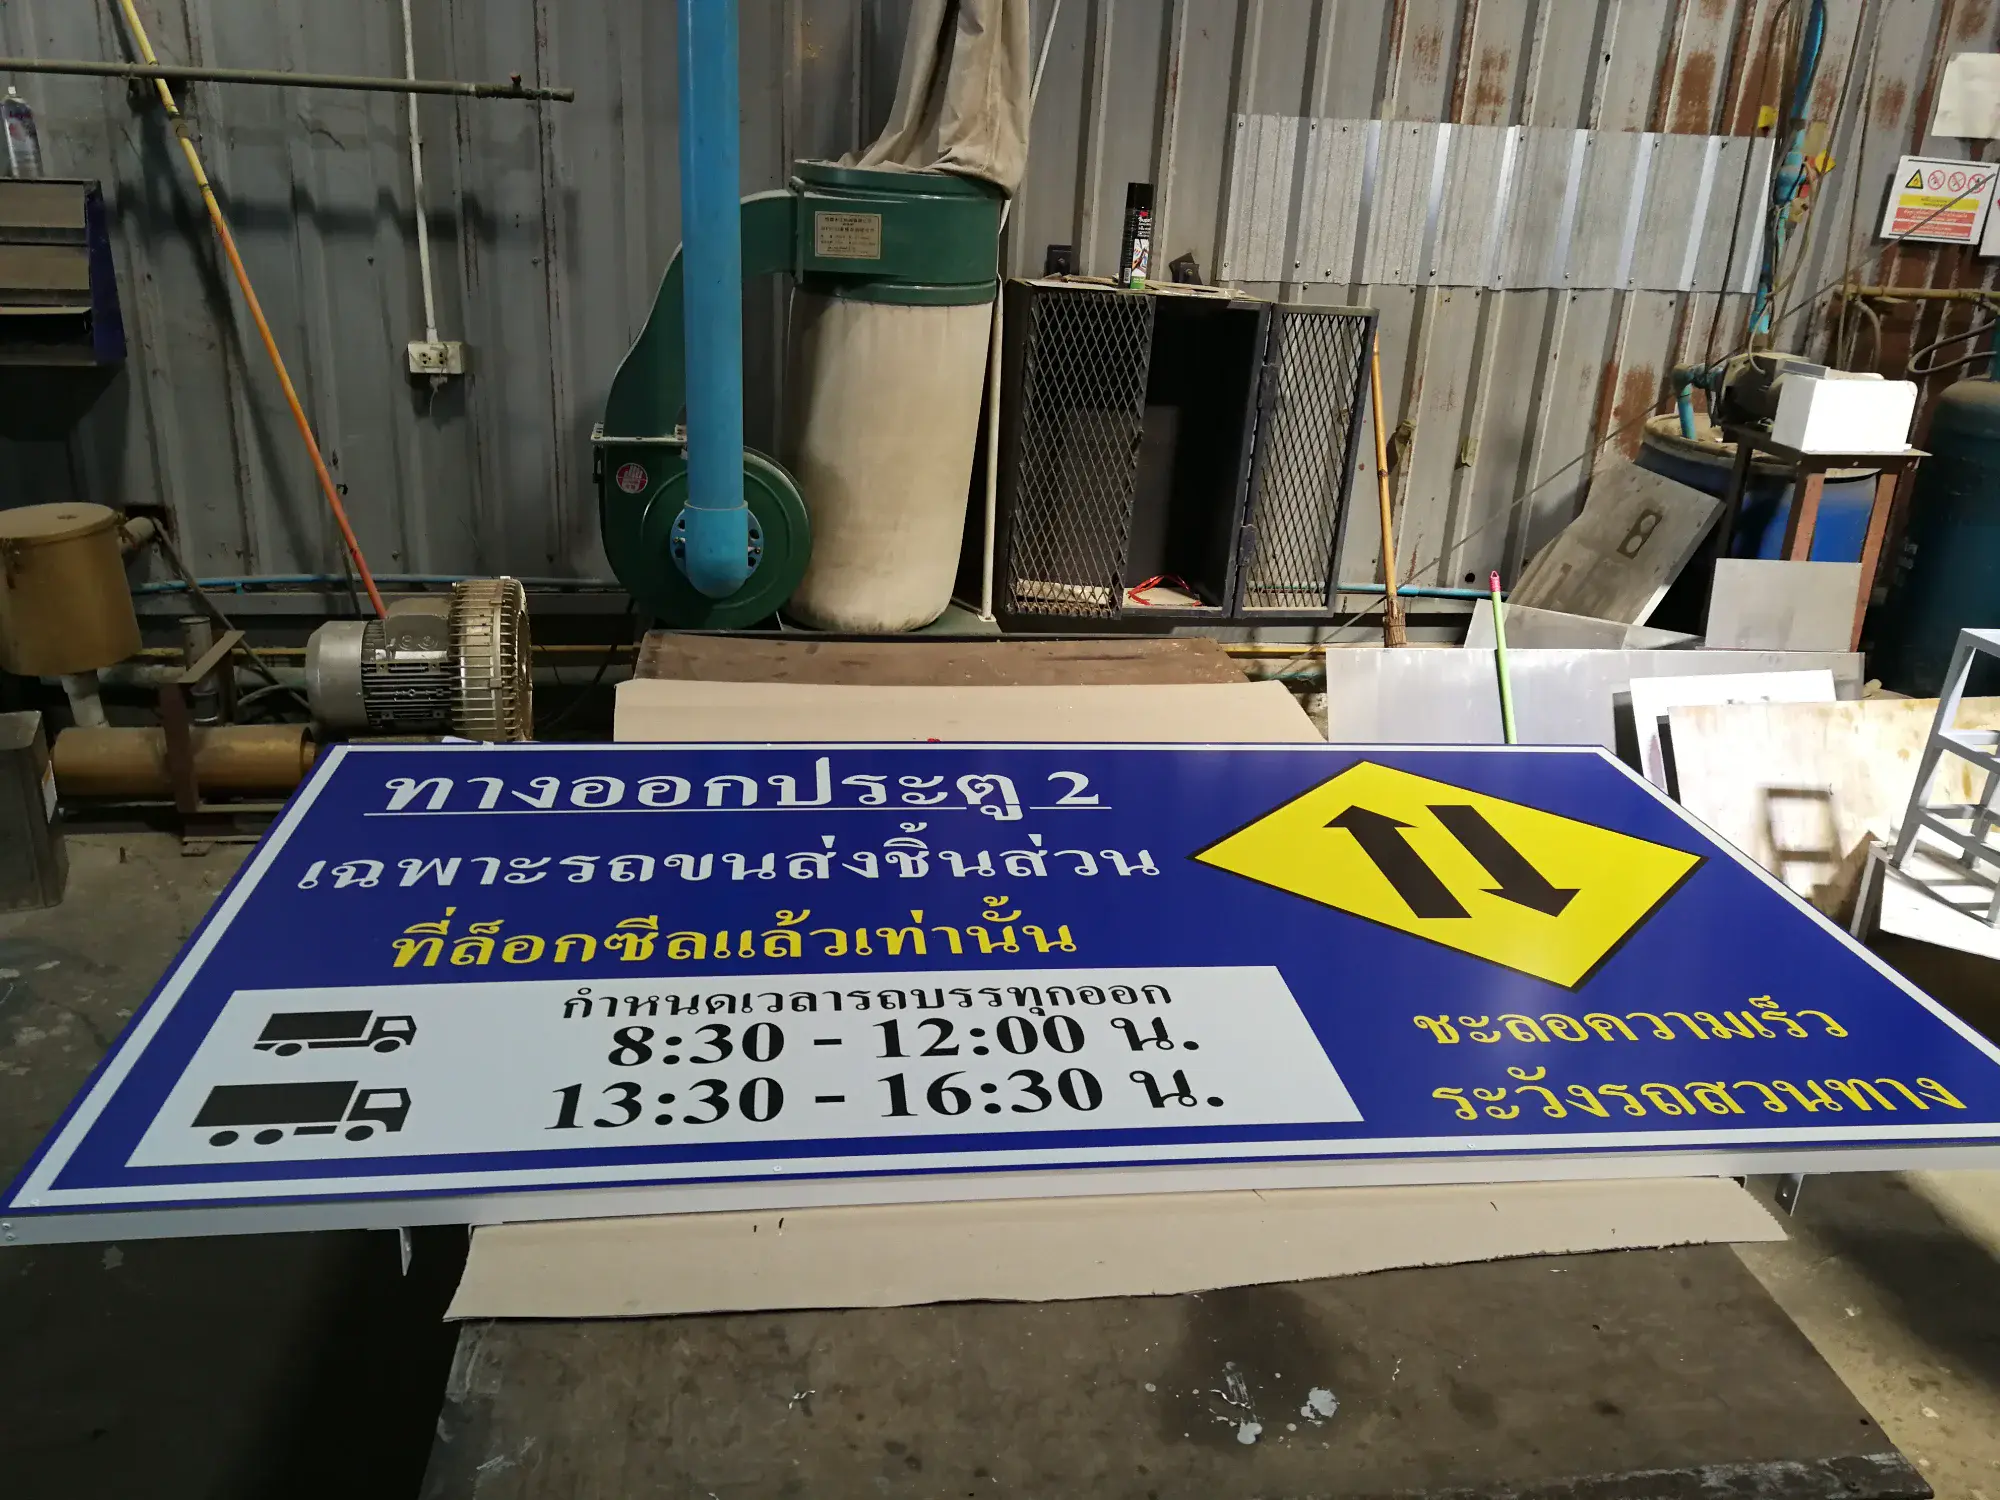 ทางออกประตู 2
เฉพาะรถขนส่งชิ้นส่วน
ที่ล็อกซีลแล้วเท่านั้น
กำหนดเวลารถบรรทุกออก
8:30 - 12:00 น.
13:30 - 16:30 น.
ชะลอความเร็ว
ระวังรถสวนทาง